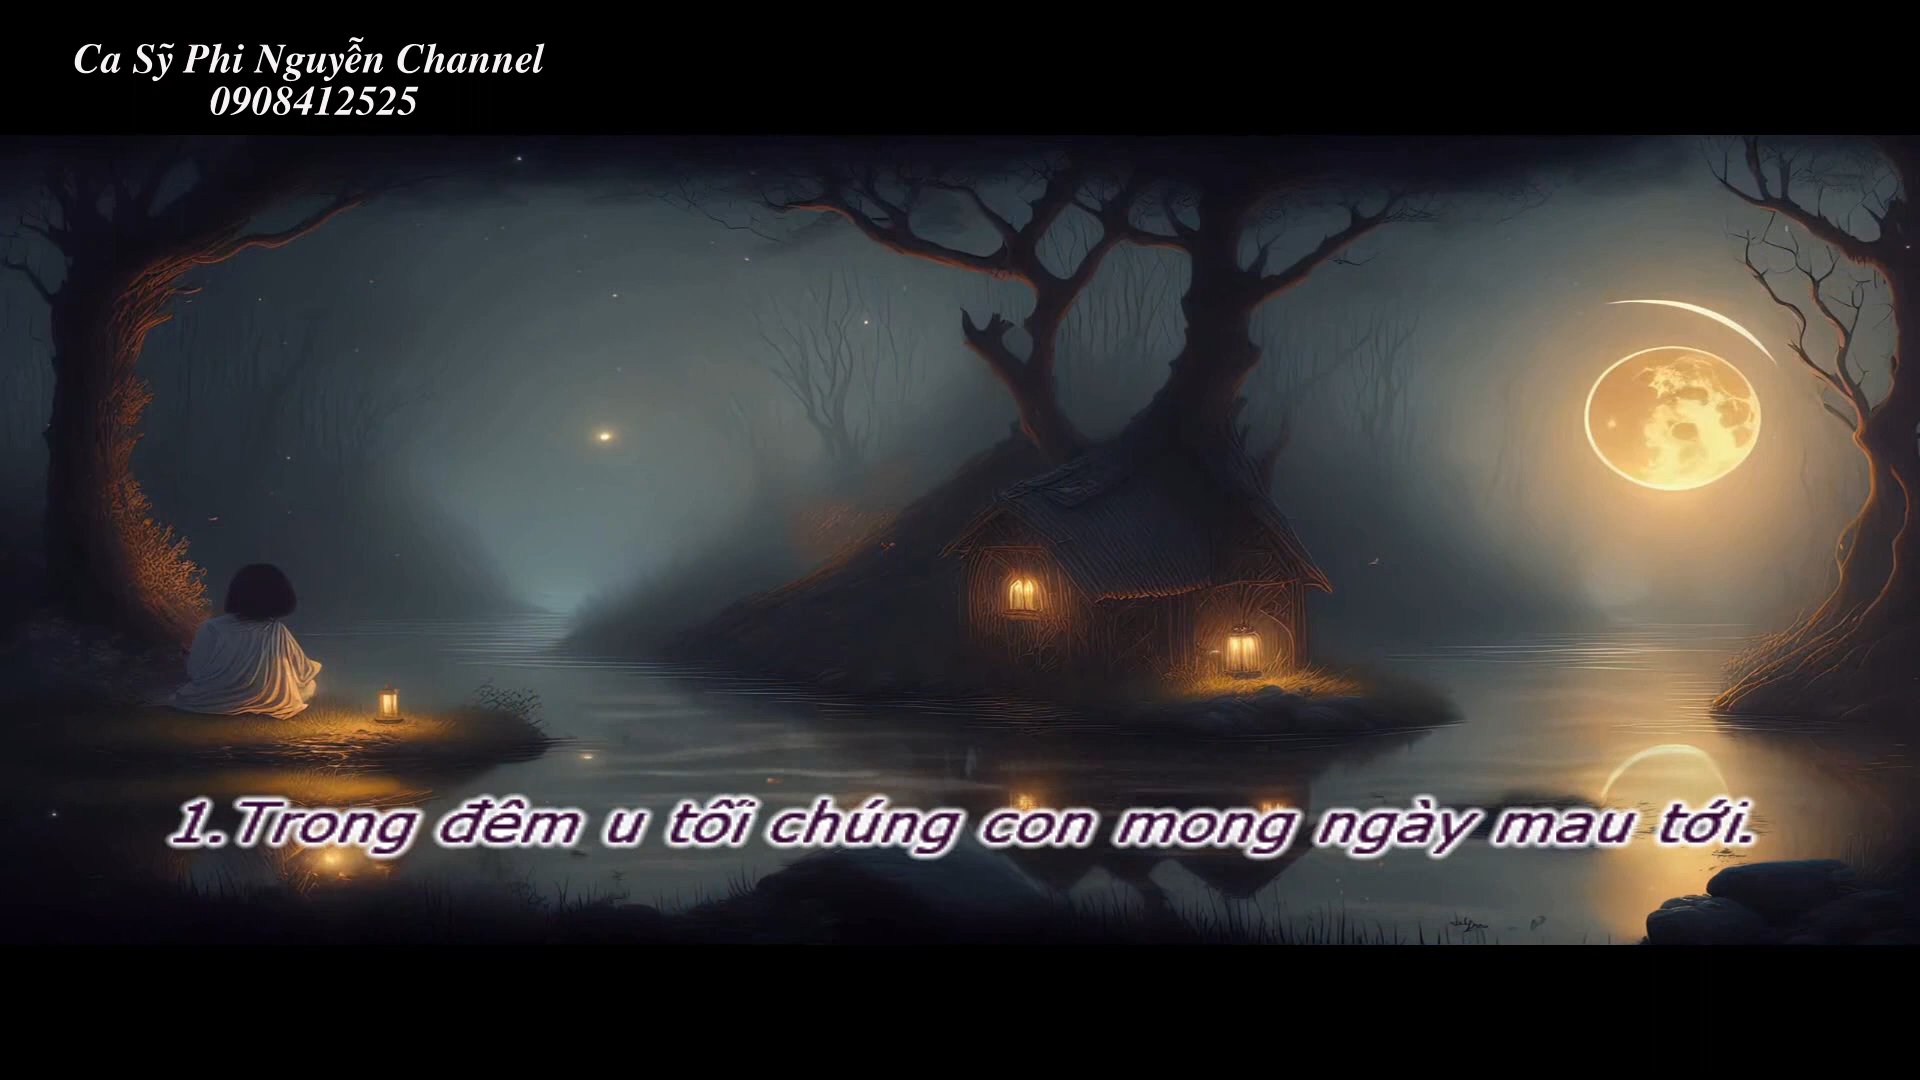 Ca Sỹ Phi Nguyễn Channel
0908412525
1.Trong đêm u tối chúng con mong ngày mau tới.